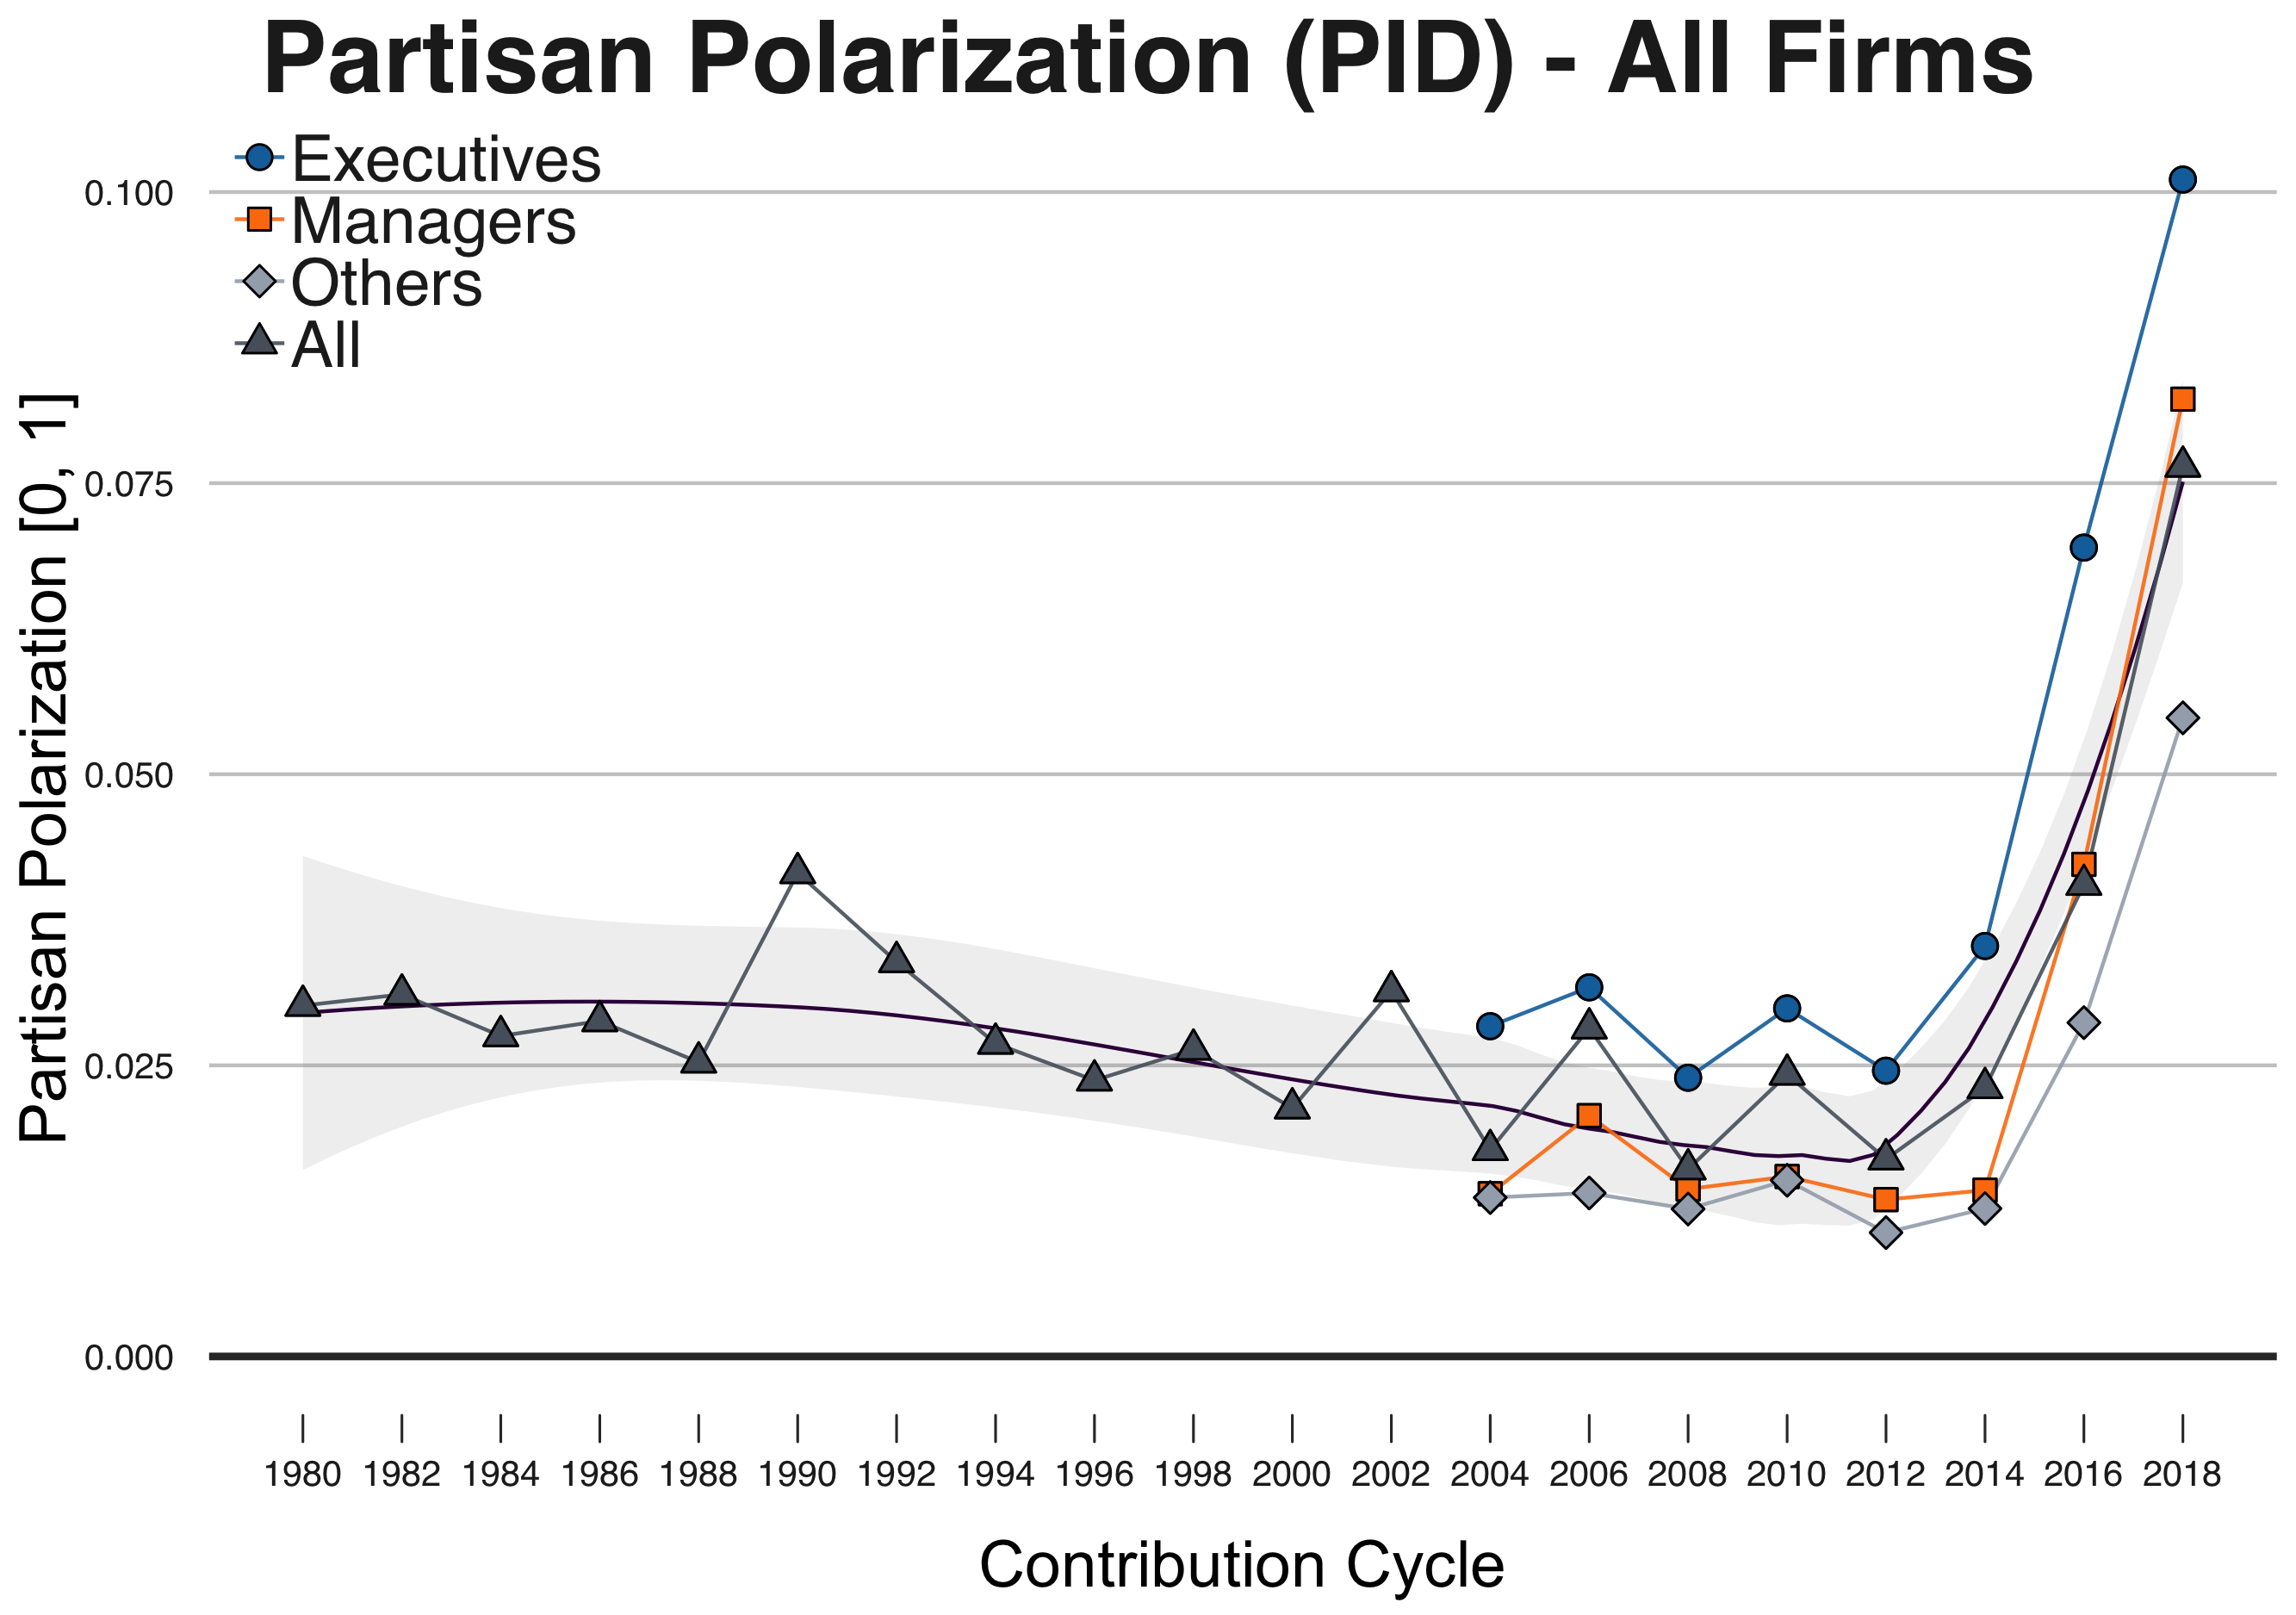 Partisan Polarization (PID) - All Firms
Executives
Managers
Others
All
Partisan Polarization [0, 1]
0.100
0.075
0.050
0.025
0.000
1980 1982 1984 1986 1988 1990 1992 1994 1996 1998 2000 2002 2004 2006 2008 2010 2012 2014 2016 2018
Contribution Cycle